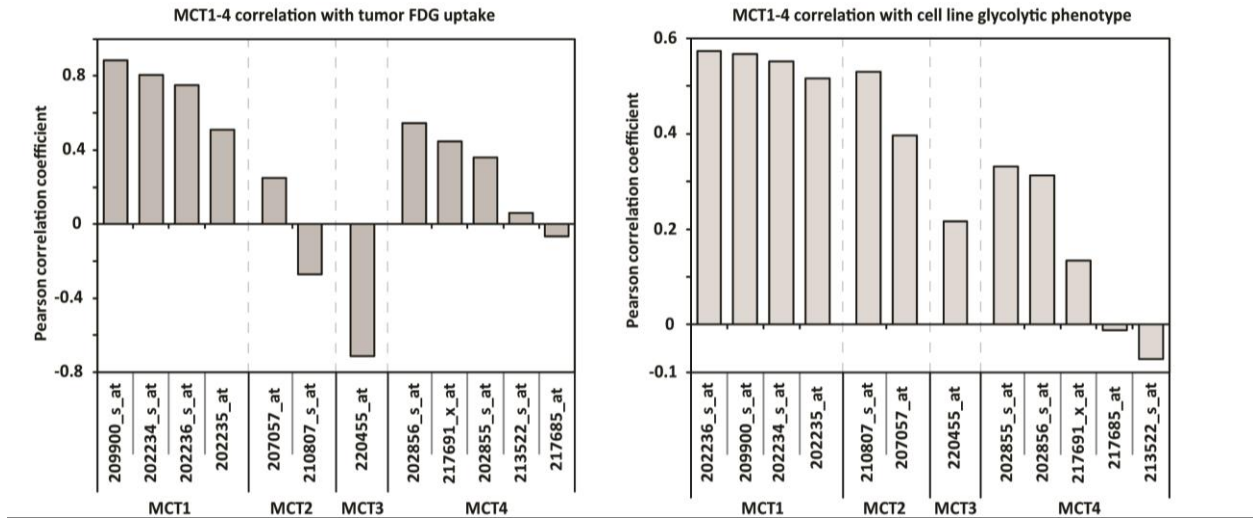 MCT1-4 correlation with tumor FDG uptake
Pearson correlation coefficient
0.8
0.4
0
-0.4
-0.8
209900_s_at
202234_s_at
202236_s_at
202235_at
207057_at
210807_s_at
220455_at
202856_s_at
217691_x_at
202855_s_at
213522_s_at
217685_at
MCT1 MCT2 MCT3 MCT4
MCT1-4 correlation with cell line glycolytic phenotype
Pearson correlation coefficient
0.6
0.4
0.2
0
-0.1
202236_s_at
209900_s_at
202234_s_at
202235_at
210807_s_at
207057_at
220455_at
202855_s_at
202856_s_at
217691_x_at
217685_at
213522_s_at
MCT1 MCT2 MCT3 MCT4